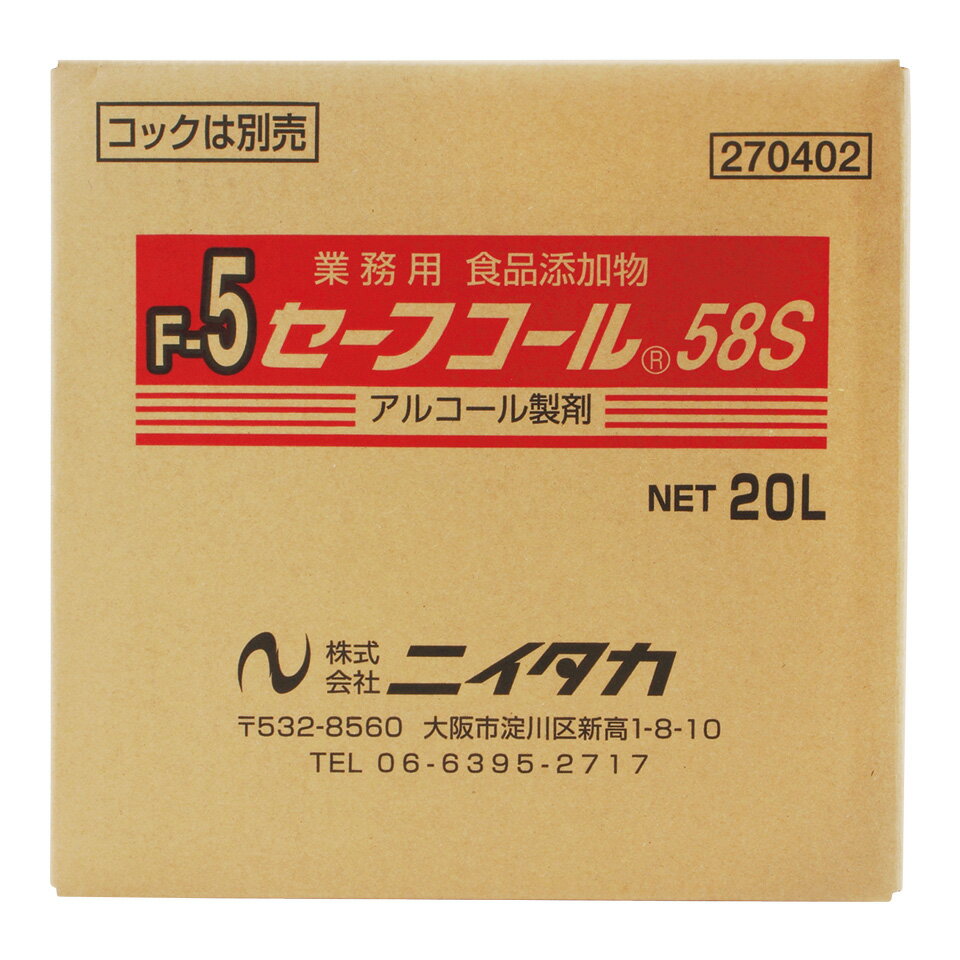 コックは別売
270402
業務用 食品添加物
F-5 セーフコール® 58S
アルコール製剤
NET 20L
株式会社 ニイタカ
〒532-8560 大阪市淀川区新高1-8-10
TEL 06-6395-2717